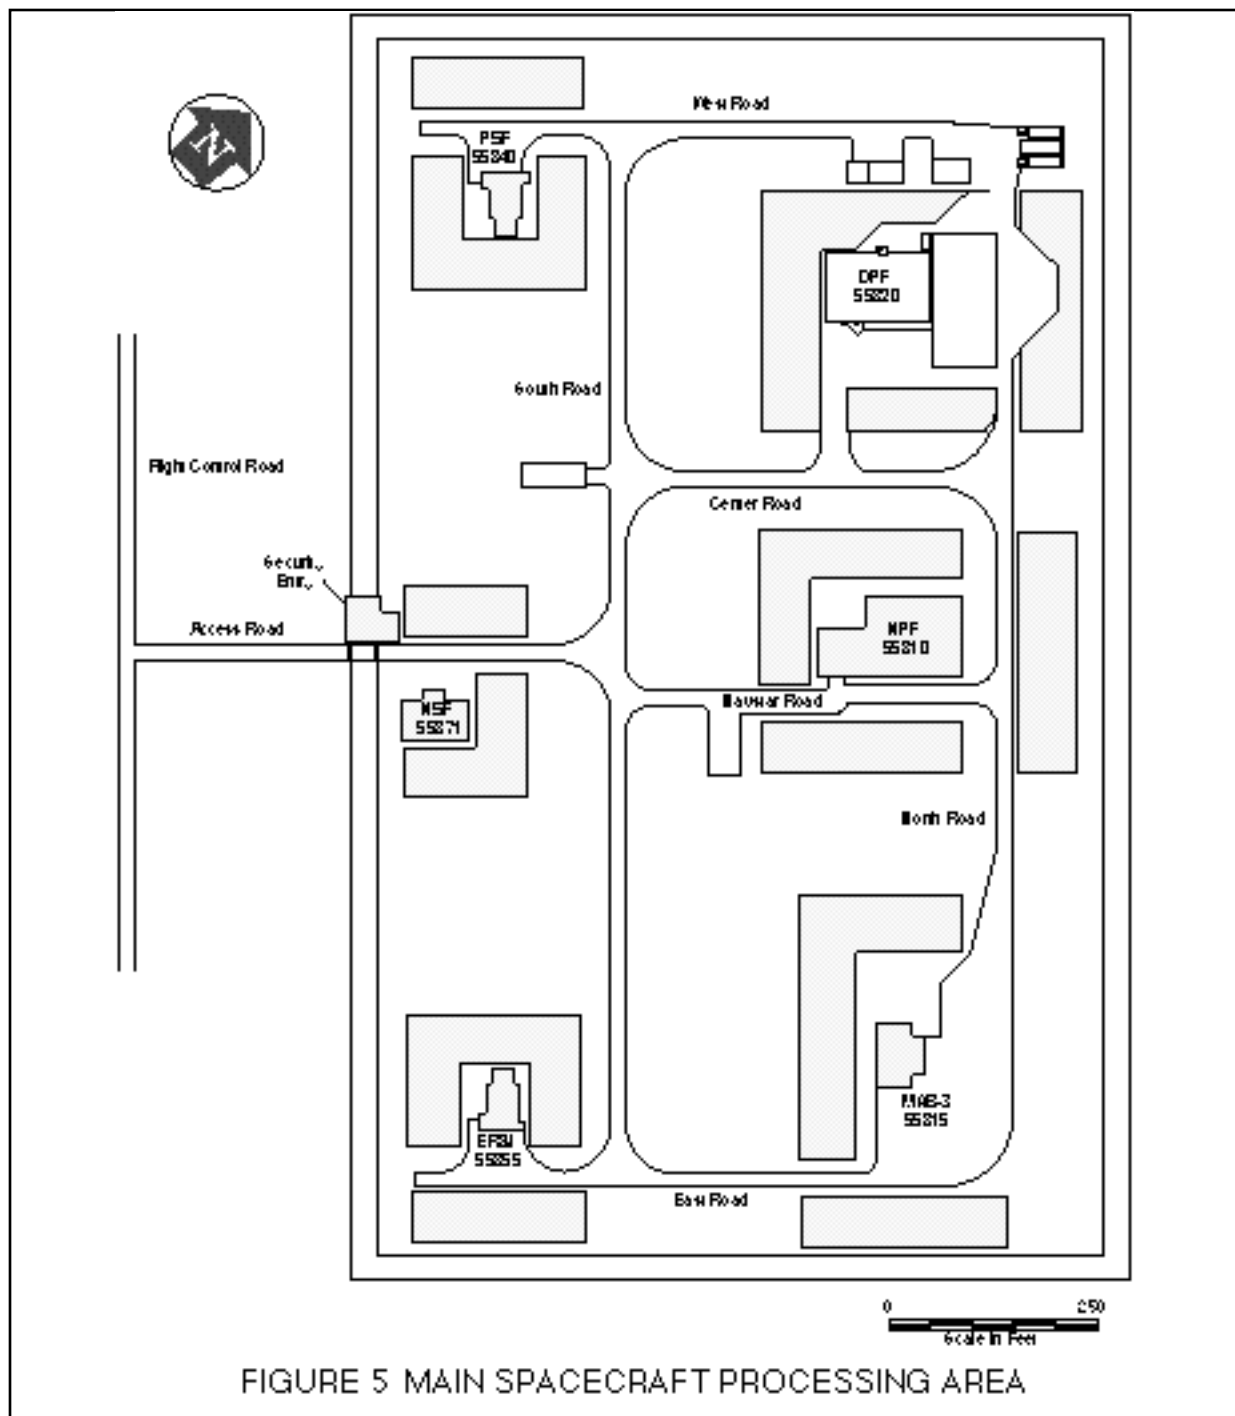 West Road
N
PSF
55840
DPF
55820
South Road
Flight Control Road
Center Road
Security
Entry
Access Road
NPF
55810
Navstar Road
55871
North Road
MAB-3
55815
55855
East Road
0 250
Scale in Feet
FIGURE 5 MAIN SPACECRAFT PROCESSING AREA